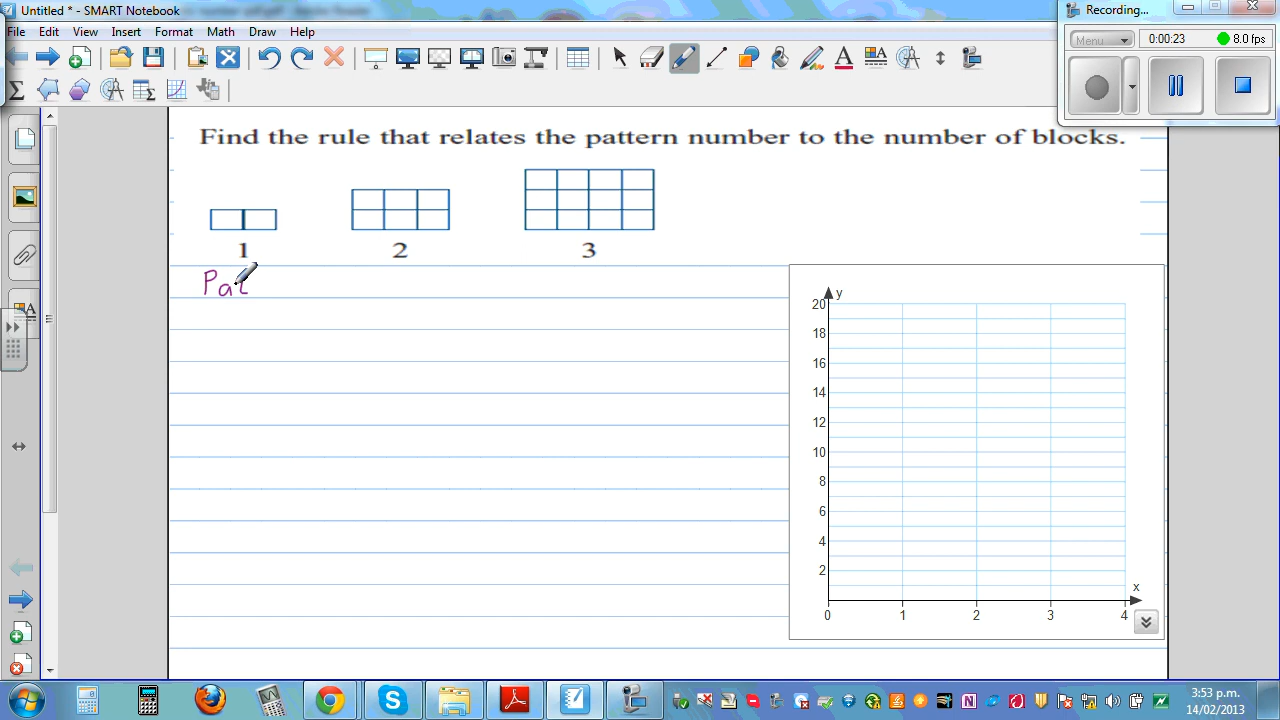 Untitled * - SMART Notebook
File Edit View Insert Format Math Draw Help
Recording...
Menu 0:00:23 8.0 fps
Find the rule that relates the pattern number to the number of blocks.
1 2 3
Pat
y
20
18
16
14
12
10
8
6
4
2
x
0 1 2 3 4
3:53 p.m.
14/02/2013